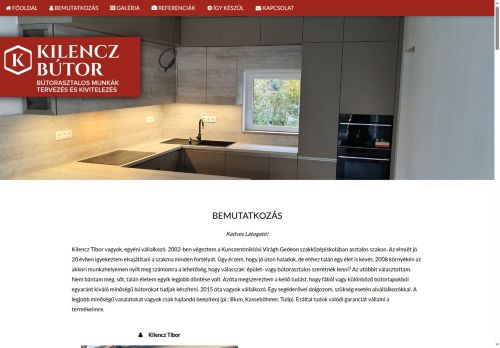 FŐOLDAL BEMUTATKOZÁS GALÉRIA REFERENCIÁK ÍGY KÉSZÜL KAPCSOLAT
KILENCZ
BÚTOR
BÚTORASZTALOS MUNKÁK
TERVEZÉS ÉS KIVITELEZÉS
BEMUTATKOZÁS
Kedves Látogató!
Kilencz Tibor vagyok, egyéni vállalkozó. 2002-ben végeztem a Kunszentmiklósi Virágh Gedeon szakközépiskolában asztalos szakon. Az elmúlt jó
20 évben igyekeztem elsajátítani a szakma minden fortélyát. Úgy érzem, hogy jó úton haladok, de ehhez talán egy élet is kevés. 2008 környékén az
akkori munkahelyemen nyílt meg számomra a lehetőség, hogy válasszak: épület- vagy bútorasztalos szeretnék lenni? Az utóbbit választottam.
Nem bántam meg, sőt, talán életem egyik legjobb döntése volt. Azóta megszereztem a kellő tudást, hogy fából vagy különböző bútorlapokból
egyaránt kiváló minőségű bútorokat tudjak készíteni. 2015 óta vagyok vállalkozó. Egy segéderővel dolgozom, szükség esetén alvállalkozókkal. A
legjobb minőségű vasalatokat vagyok csak hajlandó beépíteni (pl.: Blum, Kasseböhmer, Tulip). Ezáltal tudok valódi garanciát vállalni a
termékeimre.
Kilencz Tibor